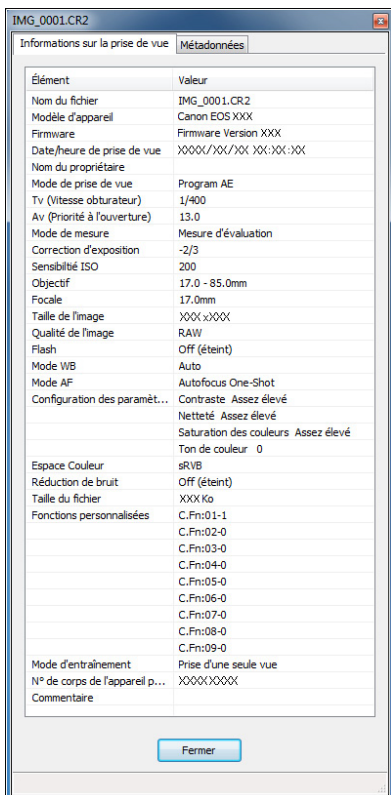 IMG_0001.CR2
Informations sur la prise de vue Métadonnées
Élément Valeur
Nom du fichier IMG_0001.CR2
Modèle d'appareil Canon EOS XXX
Firmware Firmware Version XXX
Date/heure de prise de vue XXXX/XX/XX XX:XX:XX
Nom du propriétaire
Mode de prise de vue Program AE
Tv (Vitesse obturateur) 1/400
Av (Priorité à l'ouverture) 13.0
Mode de mesure Mesure d'évaluation
Correction d'exposition -2/3
Sensibiltié ISO 200
Objectif 17.0 - 85.0mm
Focale 17.0mm
Taille de l'image XXX xXXX
Qualité de l'image RAW
Flash Off (éteint)
Mode WB Auto
Mode AF Autofocus One-Shot
Configuration des paramèt... Contraste Assez élevé
Netteté Assez élevé
Saturation des couleurs Assez élevé
Ton de couleur 0
Espace Couleur sRVB
Réduction de bruit Off (éteint)
Taille du fichier XXX Ko
Fonctions personnalisées C.Fn:01-1
C.Fn:02-0
C.Fn:03-0
C.Fn:04-0
C.Fn:05-0
C.Fn:06-0
C.Fn:07-0
C.Fn:08-0
C.Fn:09-0
Mode d'entraînement Prise d'une seule vue
N° de corps de l'appareil p... XXXXXXXX
Commentaire
Fermer